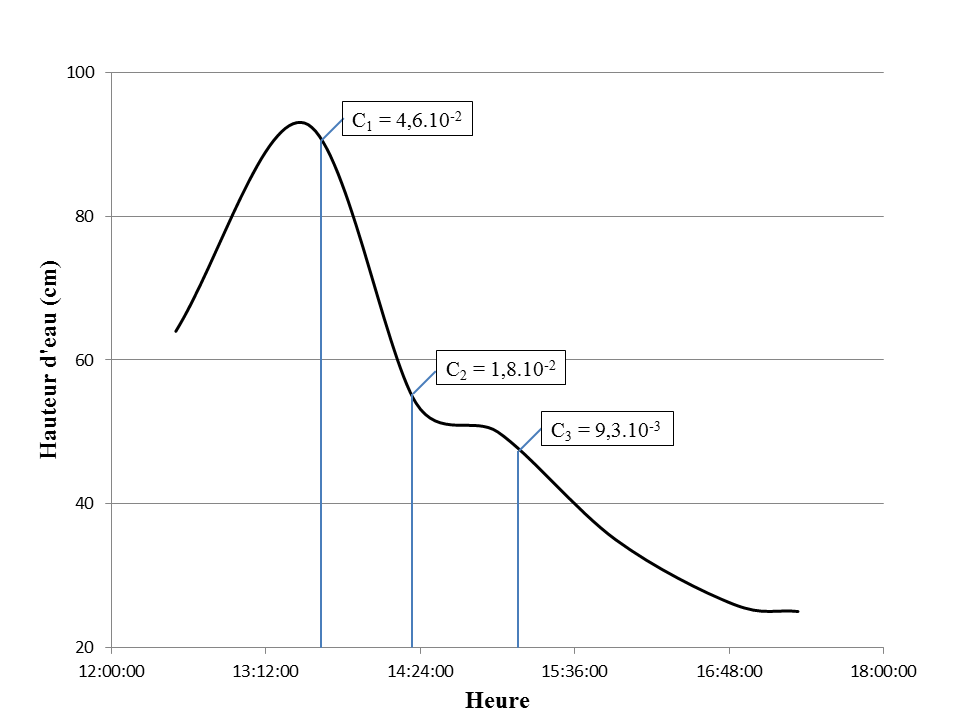 100
C₁ = 4,6.10⁻²
80
Hauteur d'eau (cm)
60
C₂ = 1,8.10⁻²
C₃ = 9,3.10⁻³
40
20
12:00:00 13:12:00 14:24:00 15:36:00 16:48:00 18:00:00
Heure